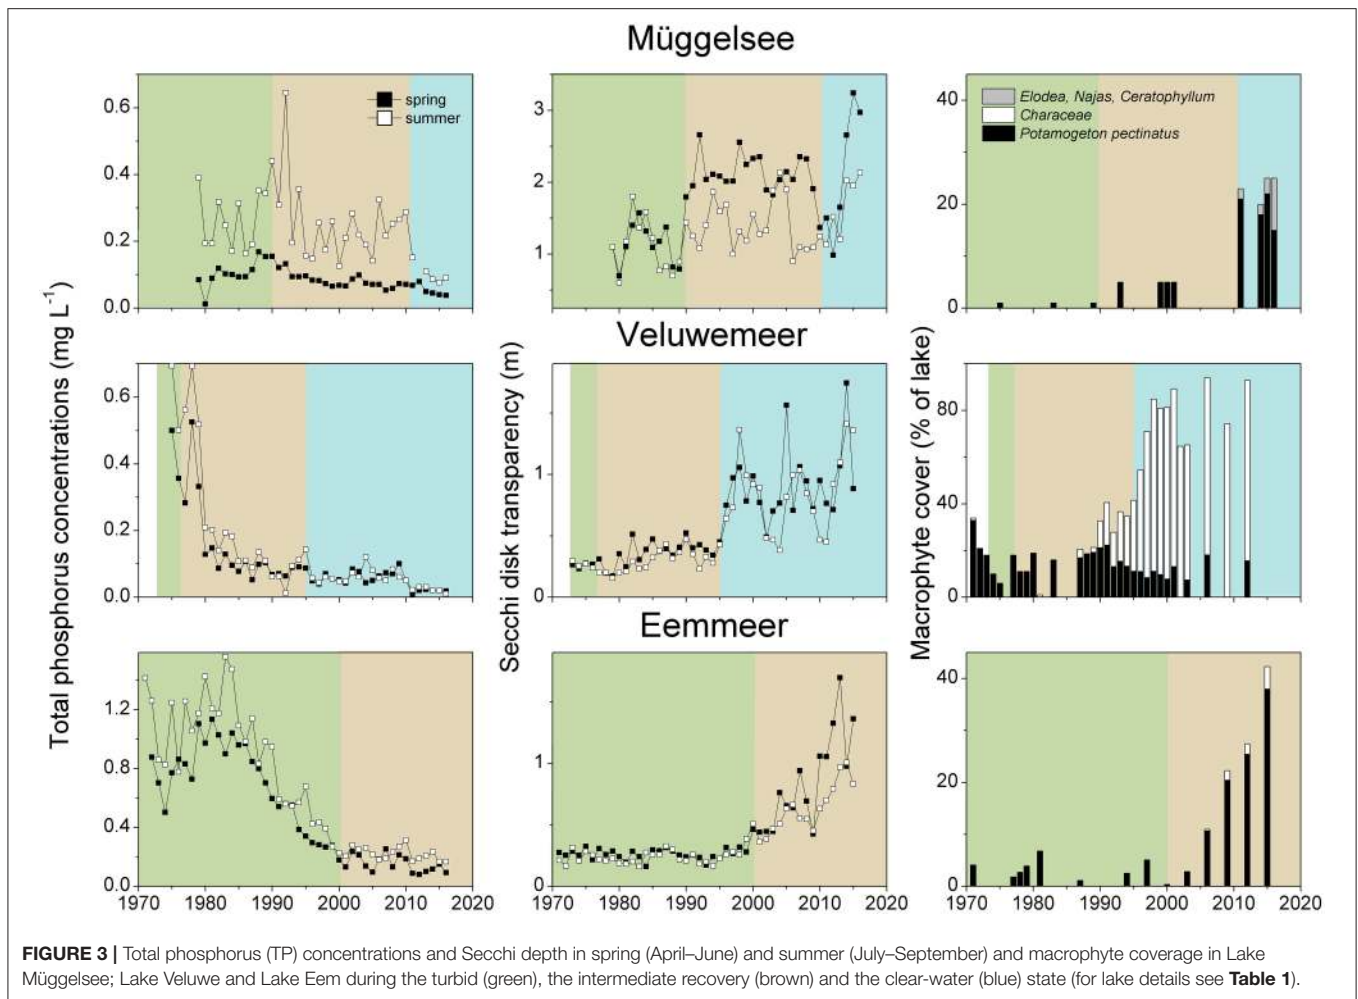 Müggelsee
0.6
0.4
0.2
0.0
spring
summer
3
2
1
40
20
0
Elodea, Najas, Ceratophyllum
Characeae
Potamogeton pectinatus
Veluwemeer
0.6
0.4
0.2
0.0
1
0
80
40
0
Eemmeer
1.2
0.8
0.4
0.0
1970 1980 1990 2000 2010 2020
1
0
1970 1980 1990 2000 2010 2020
40
20
0
1970 1980 1990 2000 2010 2020
Total phosphorus concentrations (mg L⁻¹)
Secchi disk transparency (m)
Macrophyte cover (% of lake)
FIGURE 3 | Total phosphorus (TP) concentrations and Secchi depth in spring (April–June) and summer (July–September) and macrophyte coverage in Lake
Müggelsee; Lake Veluwe and Lake Eem during the turbid (green), the intermediate recovery (brown) and the clear-water (blue) state (for lake details see Table 1).